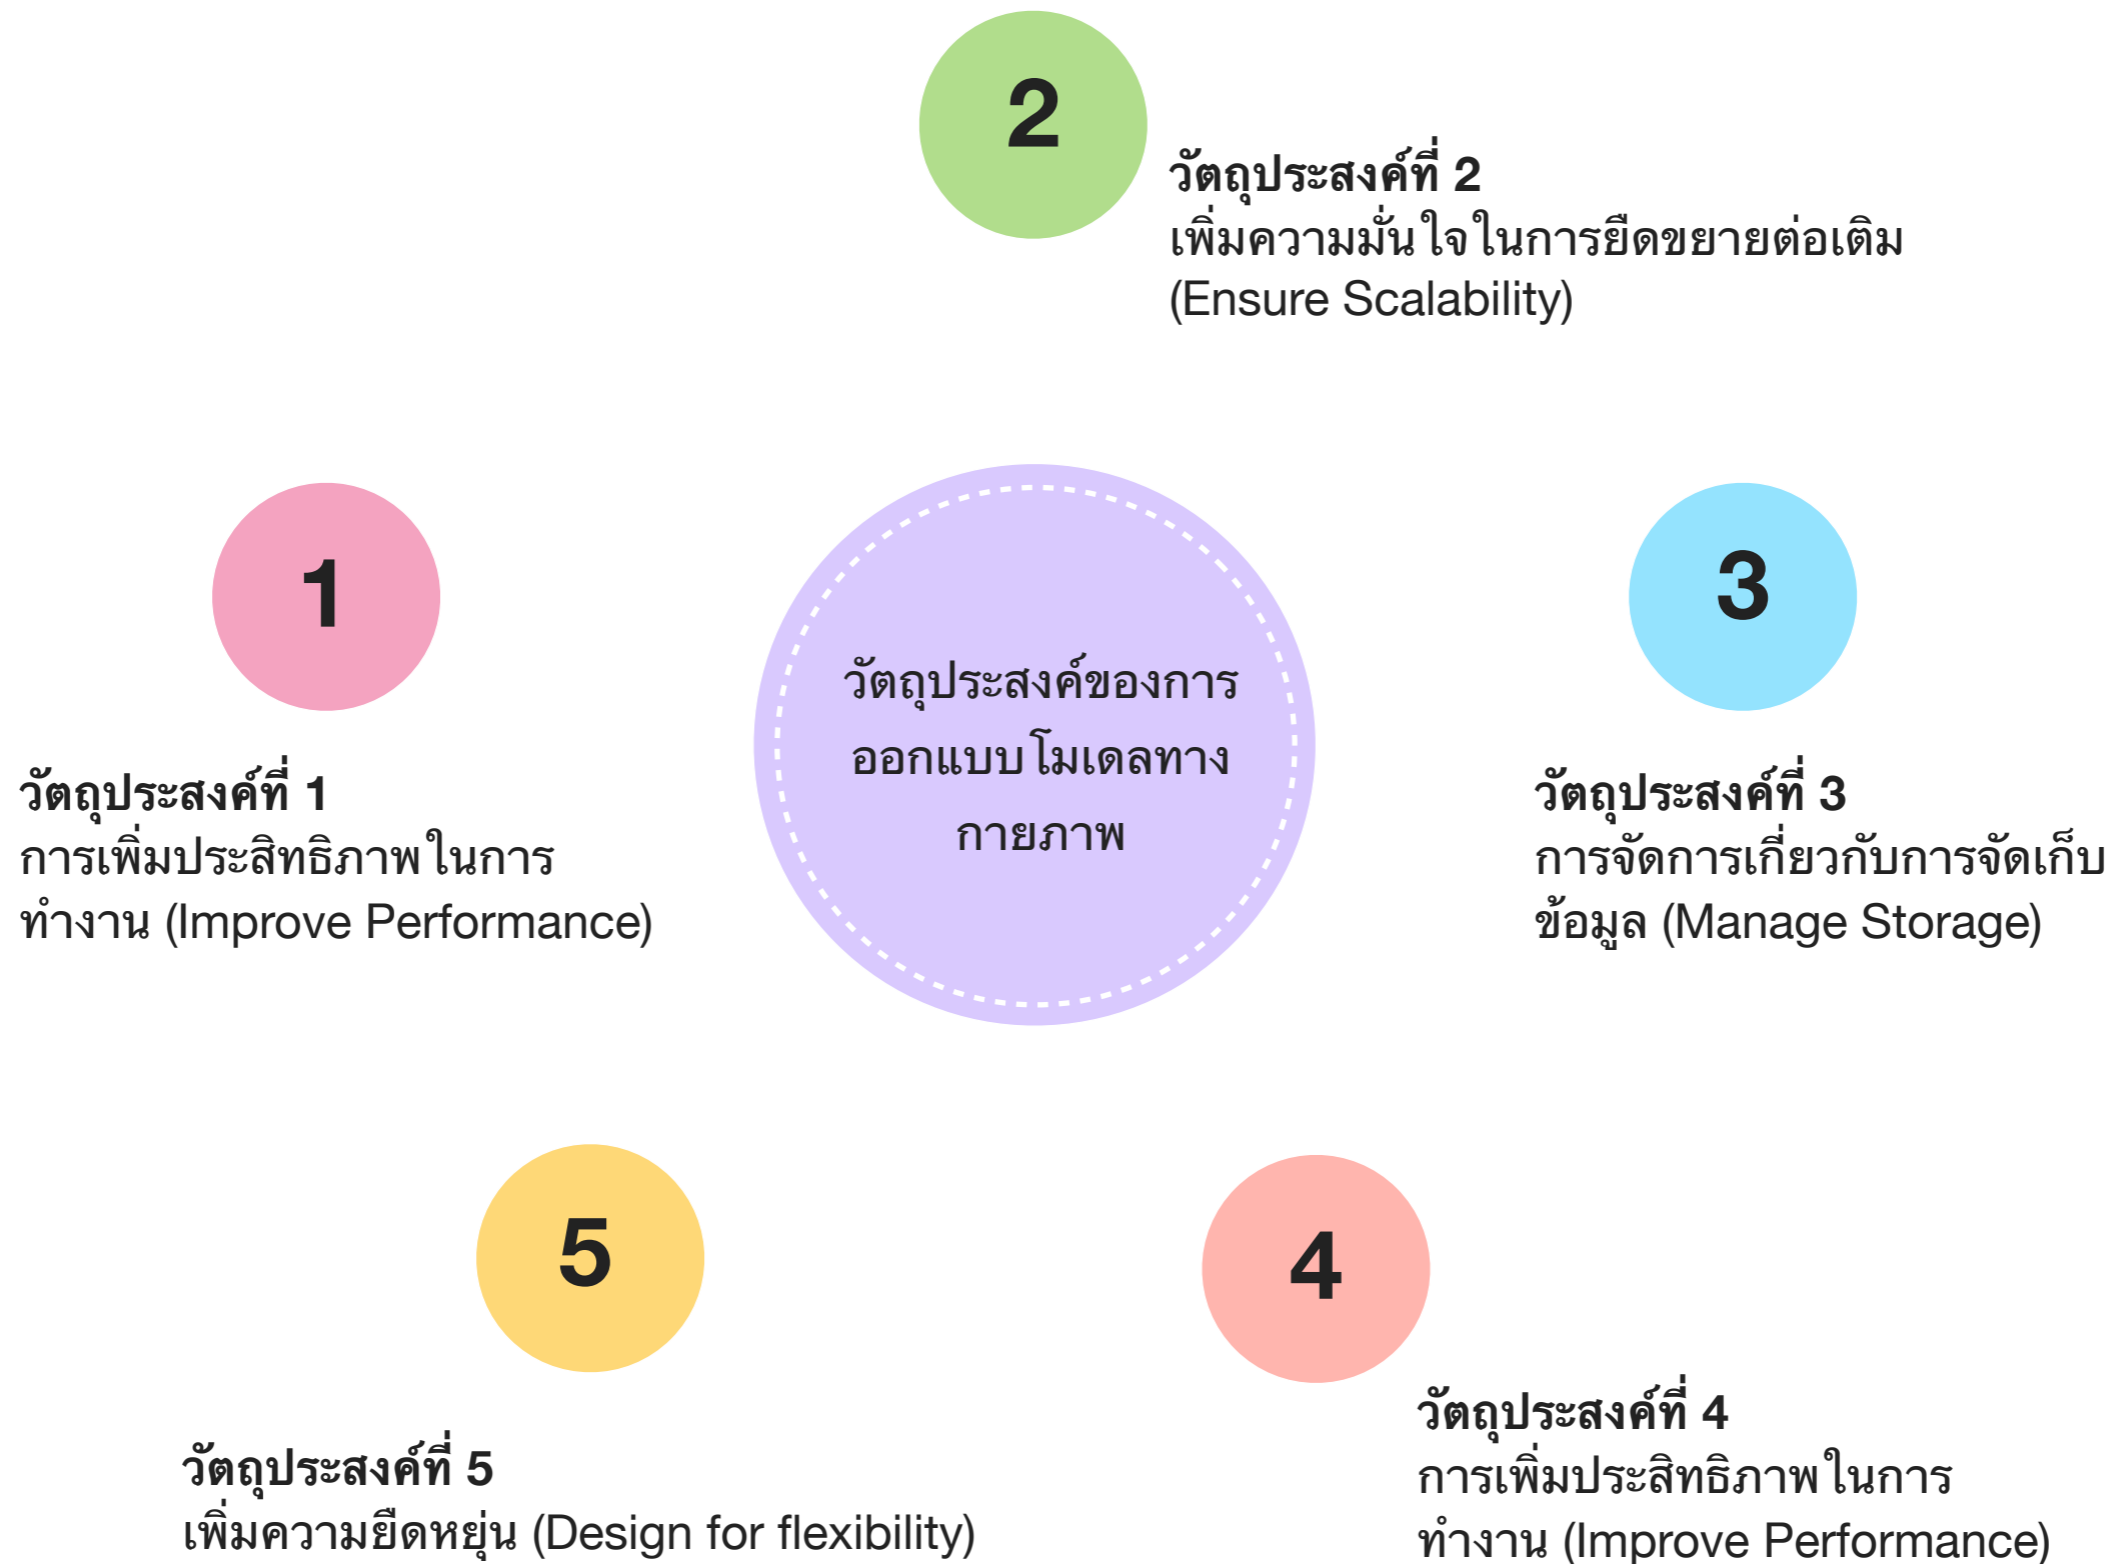 2
วัตถุประสงค์ที่ 2
เพิ่มความมั่นใจในการยืดขยายต่อเติม
(Ensure Scalability)
1
วัตถุประสงค์ที่ 1
การเพิ่มประสิทธิภาพในการ
ทำงาน (Improve Performance)
วัตถุประสงค์ของการ
ออกแบบโมเดลทาง
กายภาพ
3
วัตถุประสงค์ที่ 3
การจัดการเกี่ยวกับการจัดเก็บ
ข้อมูล (Manage Storage)
5
วัตถุประสงค์ที่ 5
เพิ่มความยืดหยุ่น (Design for flexibility)
4
วัตถุประสงค์ที่ 4
การเพิ่มประสิทธิภาพในการ
ทำงาน (Improve Performance)